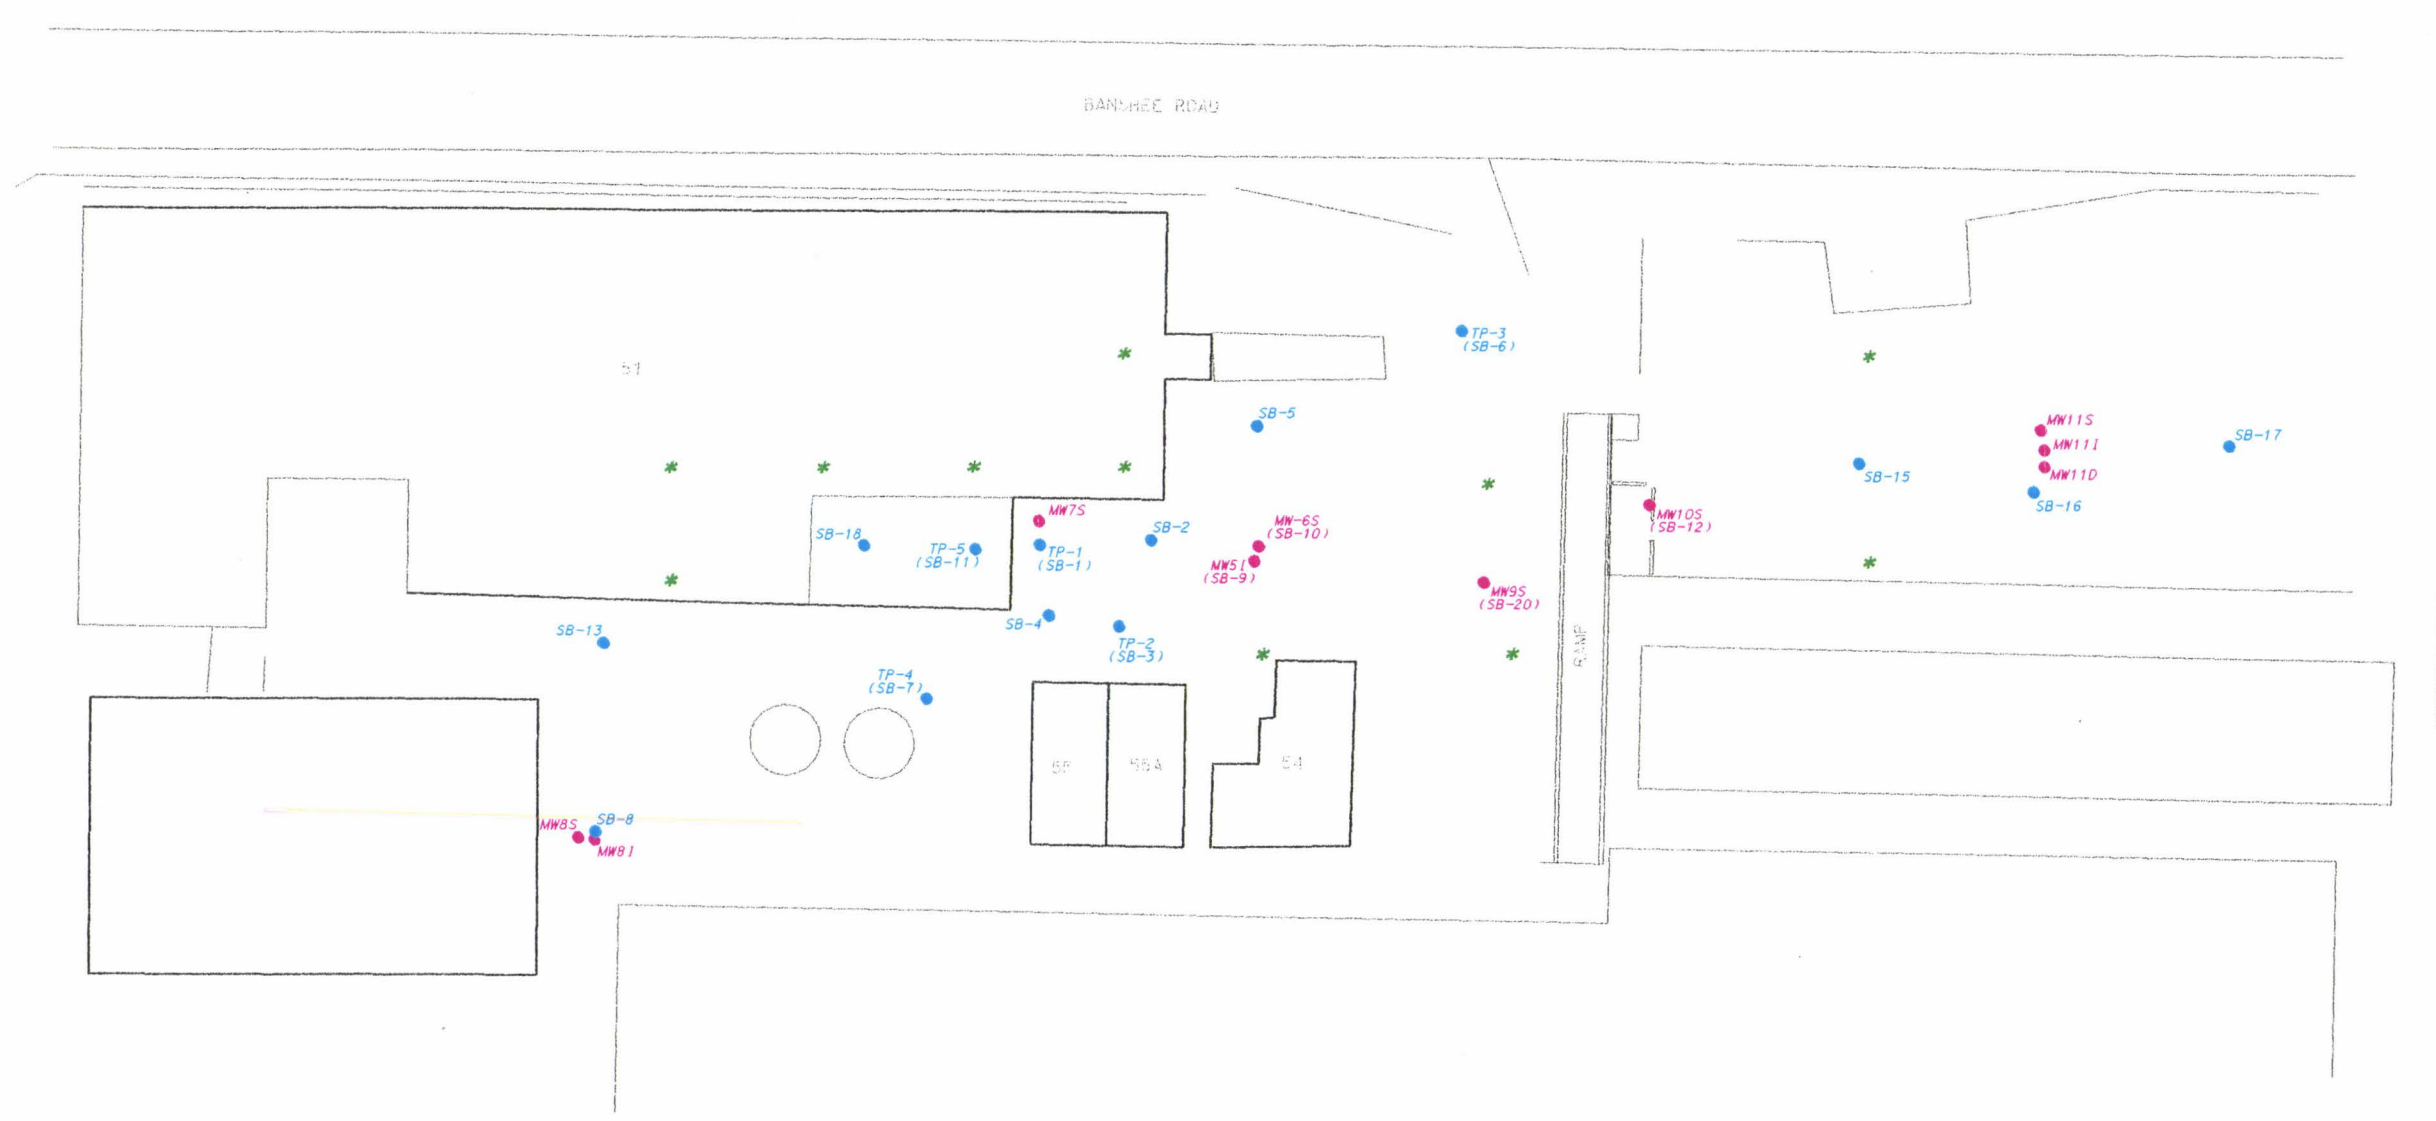 BANSHEE ROAD
TP-3
(SB-6)
51
SB-5
MW11S
MW11I
MW11D
SB-17
SB-15
SB-16
MW7S
MW-6S
(SB-10)
MW10S
(SB-12)
SB-18
TP-5
(SB-11)
TP-1
(SB-1)
SB-2
MW5I
(SB-9)
MW9S
(SB-20)
SB-13
SB-4
TP-2
(SB-3)
RAMP
TP-4
(SB-7)
55A
54
MW8S
SB-8
MW8I